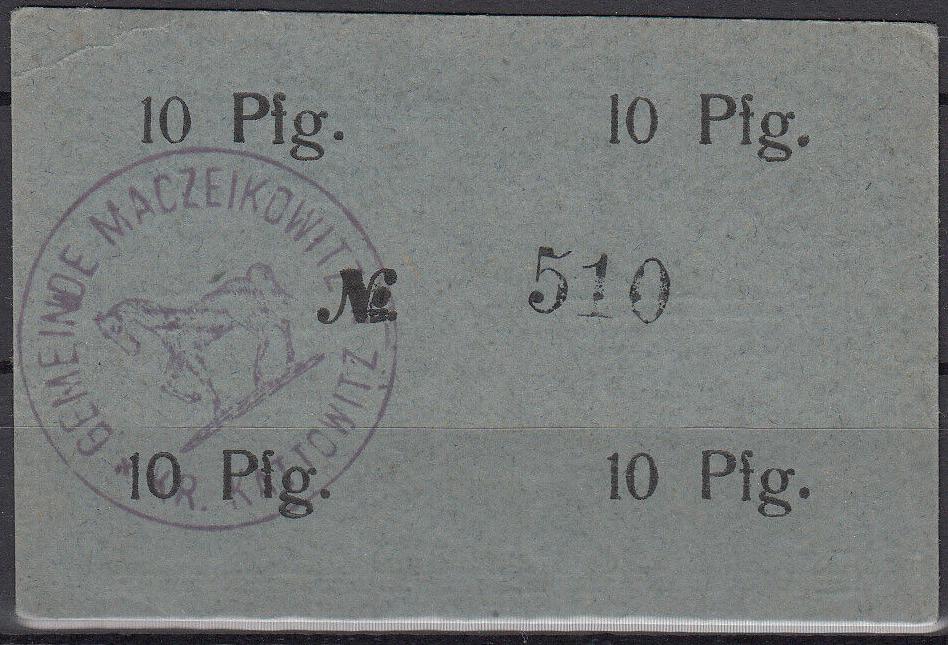 10 Pfg. 10 Pfg.
GEMEINDE MACZEIKOWITZ
№ 510
* KR. KATTOWITZ
10 Pfg. 10 Pfg.